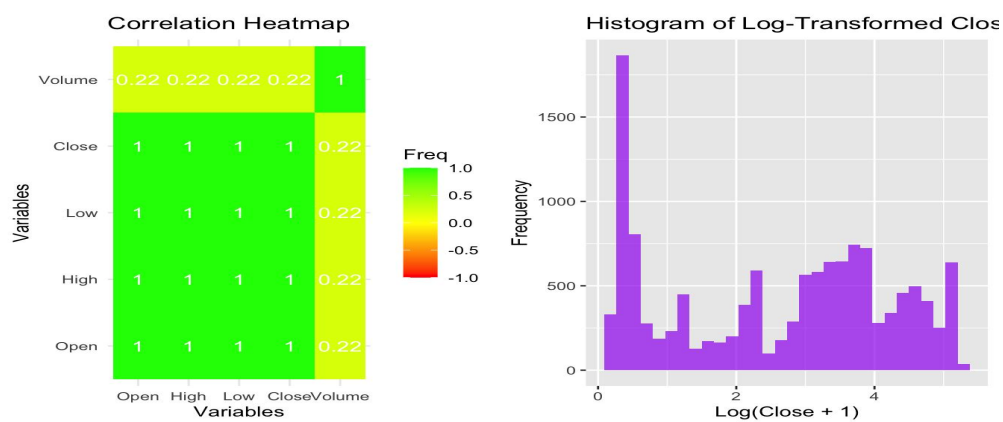 Correlation Heatmap
Variables
Volume 0.22 0.22 0.22 0.22 1
Close 1 1 1 1 0.22
Low 1 1 1 1 0.22
High 1 1 1 1 0.22
Open 1 1 1 1 0.22
Open High Low Close Volume
Variables
Freq
1.0
0.5
0.0
-0.5
-1.0
Histogram of Log-Transformed Clos
Frequency
1500
1000
500
0
0 2 4
Log(Close + 1)